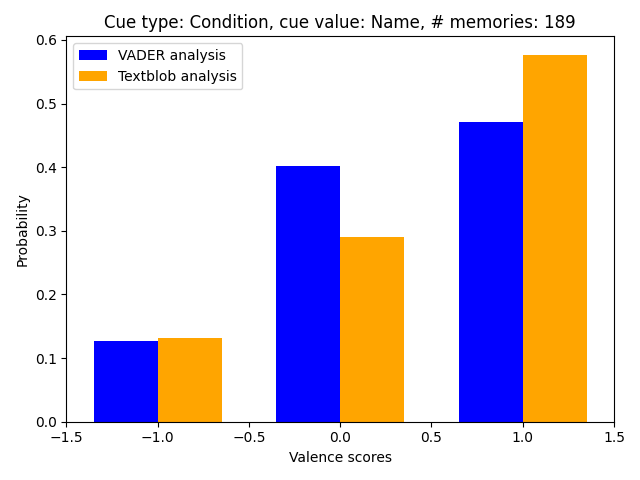 Cue type: Condition, cue value: Name, # memories: 189
VADER analysis
Textblob analysis
Probability
0.6
0.5
0.4
0.3
0.2
0.1
0.0
−1.5
−1.0
−0.5
0.0
0.5
1.0
1.5
Valence scores